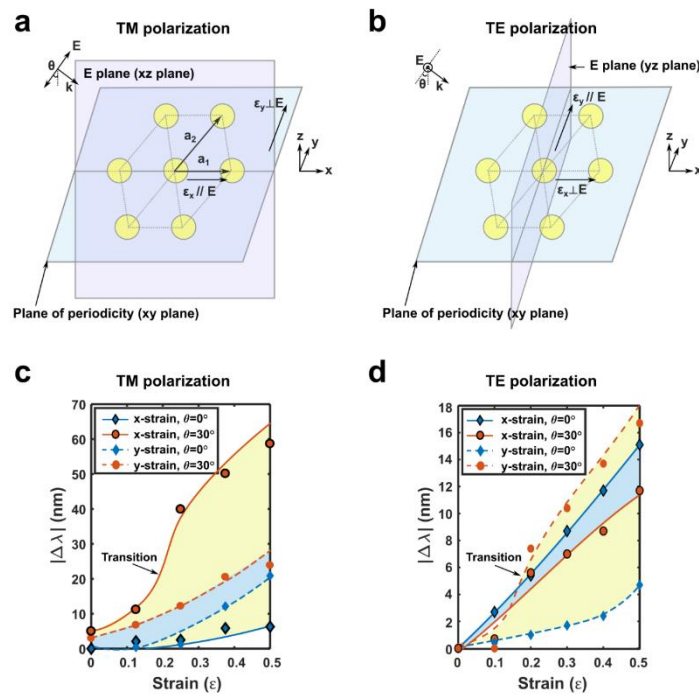 a TM polarization
E
θ
k
E plane (xz plane)
εy⊥E
a2
a1
εx // E
z
y
x
Plane of periodicity (xy plane)
b TE polarization
E
θ
k
E plane (yz plane)
εy // E
εx⊥E
z
y
x
Plane of periodicity (xy plane)
c TM polarization
70
60
50
40
30
20
10
0
|Δλ| (nm)
x-strain, θ=0°
x-strain, θ=30°
y-strain, θ=0°
y-strain, θ=30°
Transition
0 0.1 0.2 0.3 0.4 0.5
Strain (ε)
d TE polarization
18
16
14
12
10
8
6
4
2
0
|Δλ| (nm)
x-strain, θ=0°
x-strain, θ=30°
y-strain, θ=0°
y-strain, θ=30°
Transition
0 0.1 0.2 0.3 0.4 0.5
Strain (ε)